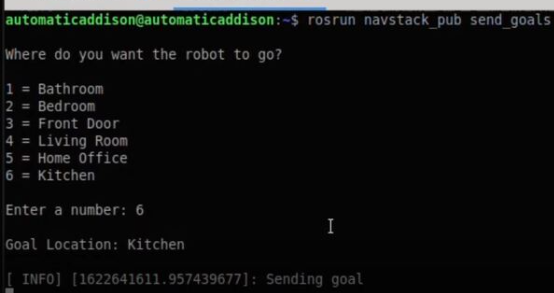 automaticaddison@automaticaddison:~$ rosrun navstack_pub send_goals
Where do you want the robot to go?
1 = Bathroom
2 = Bedroom
3 = Front Door
4 = Living Room
5 = Home Office
6 = Kitchen
Enter a number: 6
Goal Location: Kitchen
[ INFO] [1622641611.957439677]: Sending goal